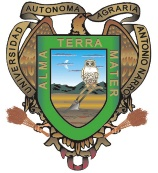 UNIVERSIDAD AUTONOMA AGRARIA ANTONIO NARRO
ALMA TERRA MATER